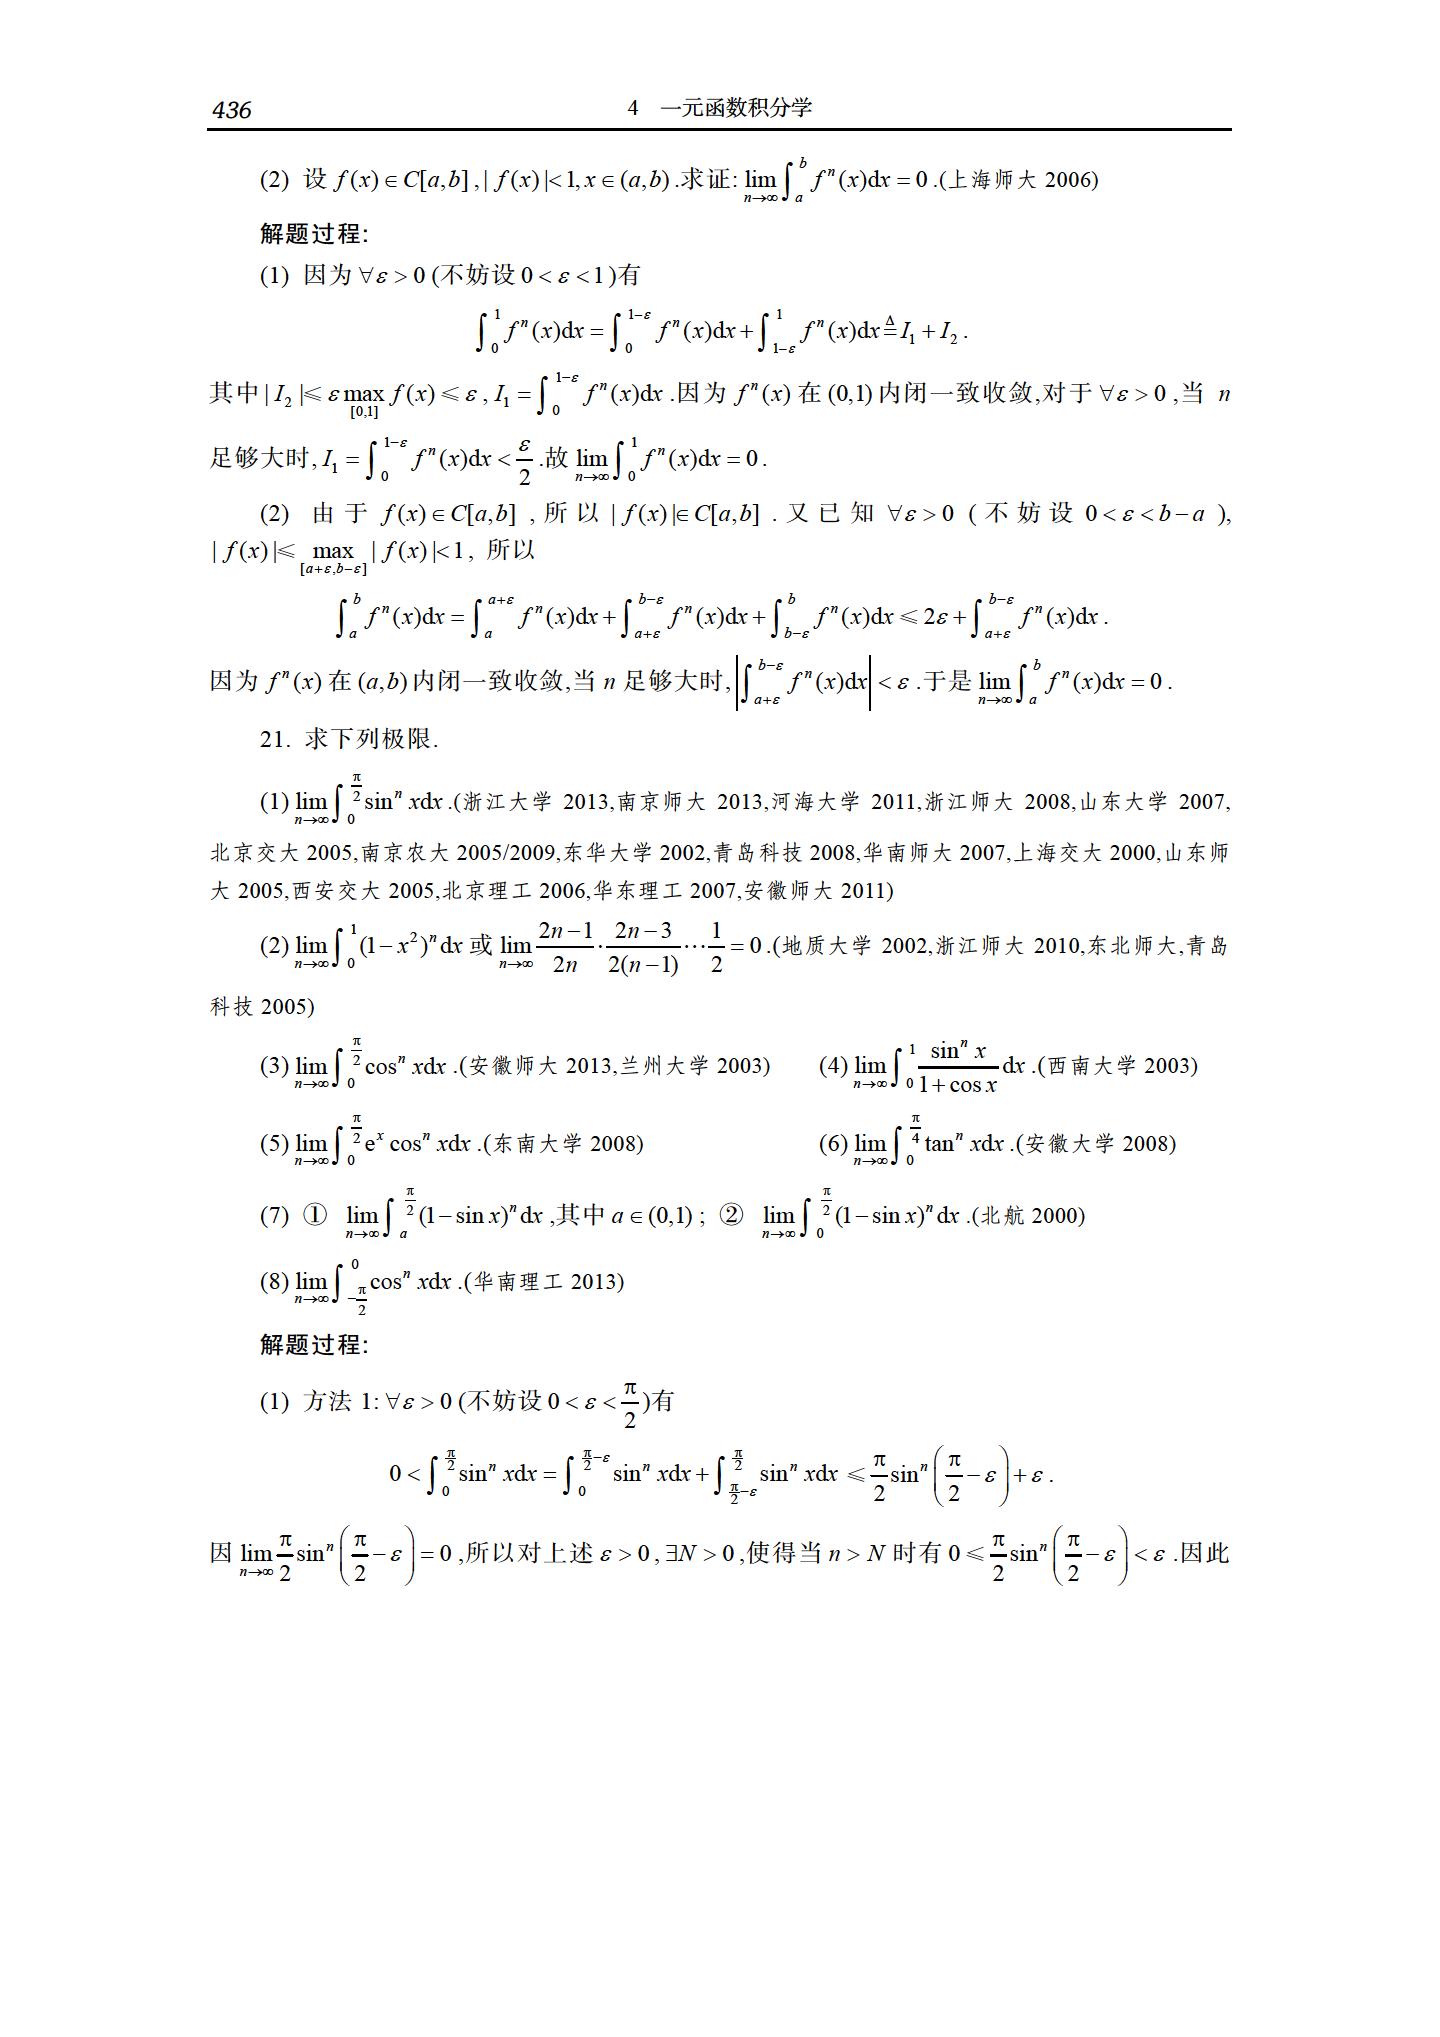 436 4 一元函数积分学
(2) 设 $f(x)\in C[a,b]$ ,$|f(x)|<1,x\in(a,b)$ .求证: $\lim_{n\to\infty}\int_a^b f^n(x)\mathrm{d}x=0$ .(上海师大 2006)
解题过程:
(1) 因为 $\forall\varepsilon>0$ (不妨设 $0<\varepsilon<1$ )有
$\int_0^1 f^n(x)\mathrm{d}x=\int_0^{1-\varepsilon} f^n(x)\mathrm{d}x+\int_{1-\varepsilon}^1 f^n(x)\mathrm{d}x\overset{\Delta}{=}I_1+I_2$ .
其中 $|I_2|\leqslant\varepsilon\max_{[0,1]}f(x)\leqslant\varepsilon$ , $I_1=\int_0^{1-\varepsilon} f^n(x)\mathrm{d}x$ .因为 $f^n(x)$ 在 $(0,1)$ 内闭一致收敛,对于 $\forall\varepsilon>0$ ,当 $n$
足够大时, $I_1=\int_0^{1-\varepsilon} f^n(x)\mathrm{d}x<\frac{\varepsilon}{2}$ .故 $\lim_{n\to\infty}\int_0^1 f^n(x)\mathrm{d}x=0$ .
(2) 由于 $f(x)\in C[a,b]$ ,所以 $|f(x)|\in C[a,b]$ .又已知 $\forall\varepsilon>0$ (不妨设 $0<\varepsilon<b-a$ ),
$|f(x)|\leqslant\max_{[a+\varepsilon,b-\varepsilon]}|f(x)|<1$, 所以
$\int_a^b f^n(x)\mathrm{d}x=\int_a^{a+\varepsilon} f^n(x)\mathrm{d}x+\int_{a+\varepsilon}^{b-\varepsilon} f^n(x)\mathrm{d}x+\int_{b-\varepsilon}^b f^n(x)\mathrm{d}x\leqslant 2\varepsilon+\int_{a+\varepsilon}^{b-\varepsilon} f^n(x)\mathrm{d}x$ .
因为 $f^n(x)$ 在 $(a,b)$ 内闭一致收敛,当 $n$ 足够大时, $\left|\int_{a+\varepsilon}^{b-\varepsilon} f^n(x)\mathrm{d}x\right|<\varepsilon$ .于是 $\lim_{n\to\infty}\int_a^b f^n(x)\mathrm{d}x=0$ .
21. 求下列极限.
(1) $\lim_{n\to\infty}\int_0^{\frac{\pi}{2}}\sin^n x\mathrm{d}x$ .(浙江大学 2013,南京师大 2013,河海大学 2011,浙江师大 2008,山东大学 2007,
北京交大 2005,南京农大 2005/2009,东华大学 2002,青岛科技 2008,华南师大 2007,上海交大 2000,山东师
大 2005,西安交大 2005,北京理工 2006,华东理工 2007,安徽师大 2011)
(2) $\lim_{n\to\infty}\int_0^1(1-x^2)^n\mathrm{d}x$ 或 $\lim_{n\to\infty}\frac{2n-1}{2n}\cdot\frac{2n-3}{2(n-1)}\cdots\frac{1}{2}=0$ .(地质大学 2002,浙江师大 2010,东北师大,青岛
科技 2005)
(3) $\lim_{n\to\infty}\int_0^{\frac{\pi}{2}}\cos^n x\mathrm{d}x$ .(安徽师大 2013,兰州大学 2003) (4) $\lim_{n\to\infty}\int_0^1\frac{\sin^n x}{1+\cos x}\mathrm{d}x$ .(西南大学 2003)
(5) $\lim_{n\to\infty}\int_0^{\frac{\pi}{2}}\mathrm{e}^x\cos^n x\mathrm{d}x$ .(东南大学 2008) (6) $\lim_{n\to\infty}\int_0^{\frac{\pi}{4}}\tan^n x\mathrm{d}x$ .(安徽大学 2008)
(7) ① $\lim_{n\to\infty}\int_a^{\frac{\pi}{2}}(1-\sin x)^n\mathrm{d}x$ ,其中 $a\in(0,1)$ ; ② $\lim_{n\to\infty}\int_0^{\frac{\pi}{2}}(1-\sin x)^n\mathrm{d}x$ .(北航 2000)
(8) $\lim_{n\to\infty}\int_{-\frac{\pi}{2}}^0\cos^n x\mathrm{d}x$ .(华南理工 2013)
解题过程:
(1) 方法 1: $\forall\varepsilon>0$ (不妨设 $0<\varepsilon<\frac{\pi}{2}$ )有
$0<\int_0^{\frac{\pi}{2}}\sin^n x\mathrm{d}x=\int_0^{\frac{\pi}{2}-\varepsilon}\sin^n x\mathrm{d}x+\int_{\frac{\pi}{2}-\varepsilon}^{\frac{\pi}{2}}\sin^n x\mathrm{d}x\leqslant\frac{\pi}{2}\sin^n\left(\frac{\pi}{2}-\varepsilon\right)+\varepsilon$ .
因 $\lim_{n\to\infty}\frac{\pi}{2}\sin^n\left(\frac{\pi}{2}-\varepsilon\right)=0$ ,所以对上述 $\varepsilon>0$ , $\exists N>0$ ,使得当 $n>N$ 时有 $0\leqslant\frac{\pi}{2}\sin^n\left(\frac{\pi}{2}-\varepsilon\right)<\varepsilon$ .因此